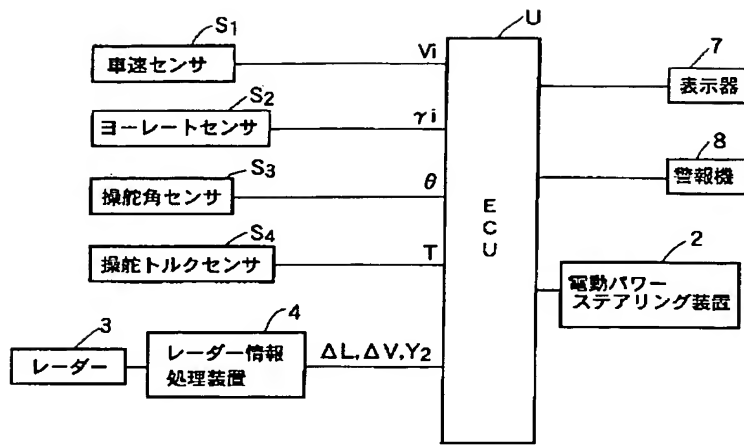 S1
車速センサ
Vi
S2
ヨーレートセンサ
γi
S3
操舵角センサ
θ
S4
操舵トルクセンサ
T
3
レーダー
4
レーダー情報
処理装置
ΔL,ΔV,Y2
U
ECU
7
表示器
8
警報機
2
電動パワー
ステアリング装置